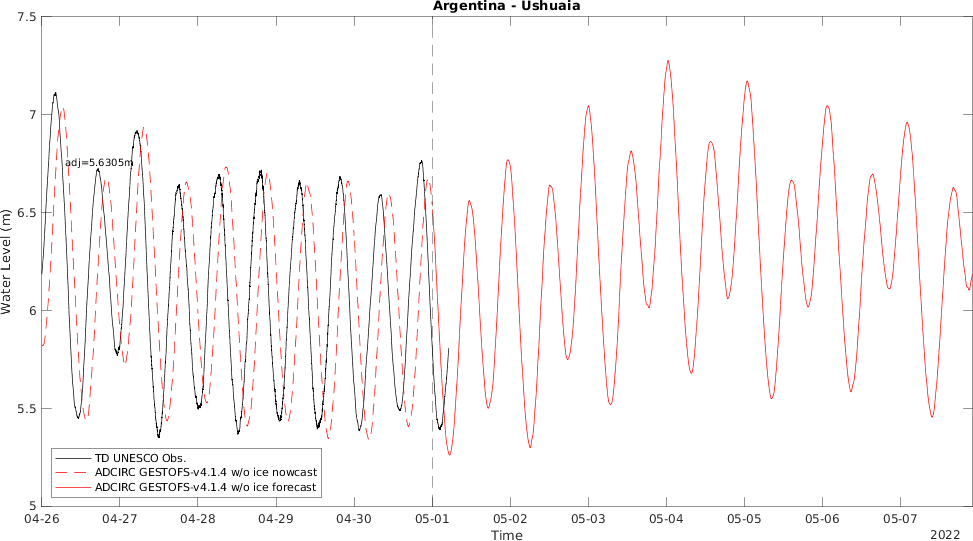 Argentina - Ushuaia
7.5
7
6.5
6
5.5
5
Water Level (m)
adj=5.6305m
TD UNESCO Obs.
ADCIRC GESTOFS-v4.1.4 w/o ice nowcast
ADCIRC GESTOFS-v4.1.4 w/o ice forecast
04-26 04-27 04-28 04-29 04-30 05-01 05-02 05-03 05-04 05-05 05-06 05-07
Time
2022